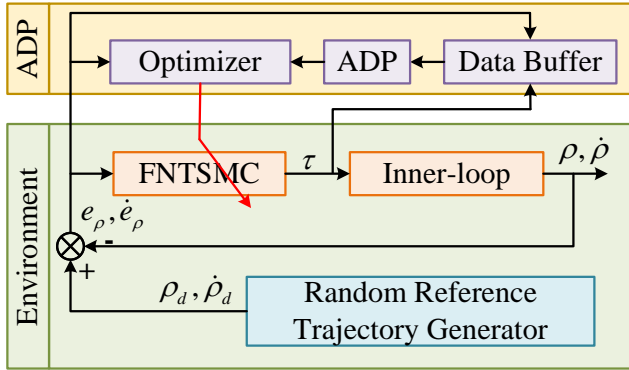 ADP
Optimizer
ADP
Data Buffer
Environment
FNTSMC
τ
Inner-loop
ρ, ρ̇
e_ρ, ė_ρ
-
+
ρ_d, ρ̇_d
Random Reference
Trajectory Generator